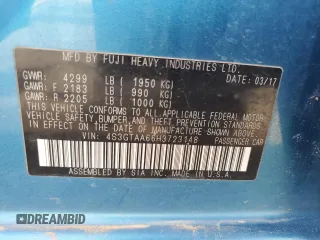 MFD. BY FUJI HEAVY INDUSTRIES LTD.
DATE: 03/17
GVWR: 4299 LB ( 1950 KG)
GAWR: F 2183 LB ( 990 KG)
GAWR: R 2205 LB ( 1000 KG)
THIS VEHICLE CONFORMS TO ALL APPLICABLE FEDERAL MOTOR
VEHICLE SAFETY, BUMPER, AND THEFT PREVENTION STANDARDS
IN EFFECT ON THE DATE OF MANUFACTURE SHOWN ABOVE.
VIN: 4S3GTAA66H3723148
PASSENGER CAR
ASSEMBLED BY SIA INC. MADE IN U.S.A.